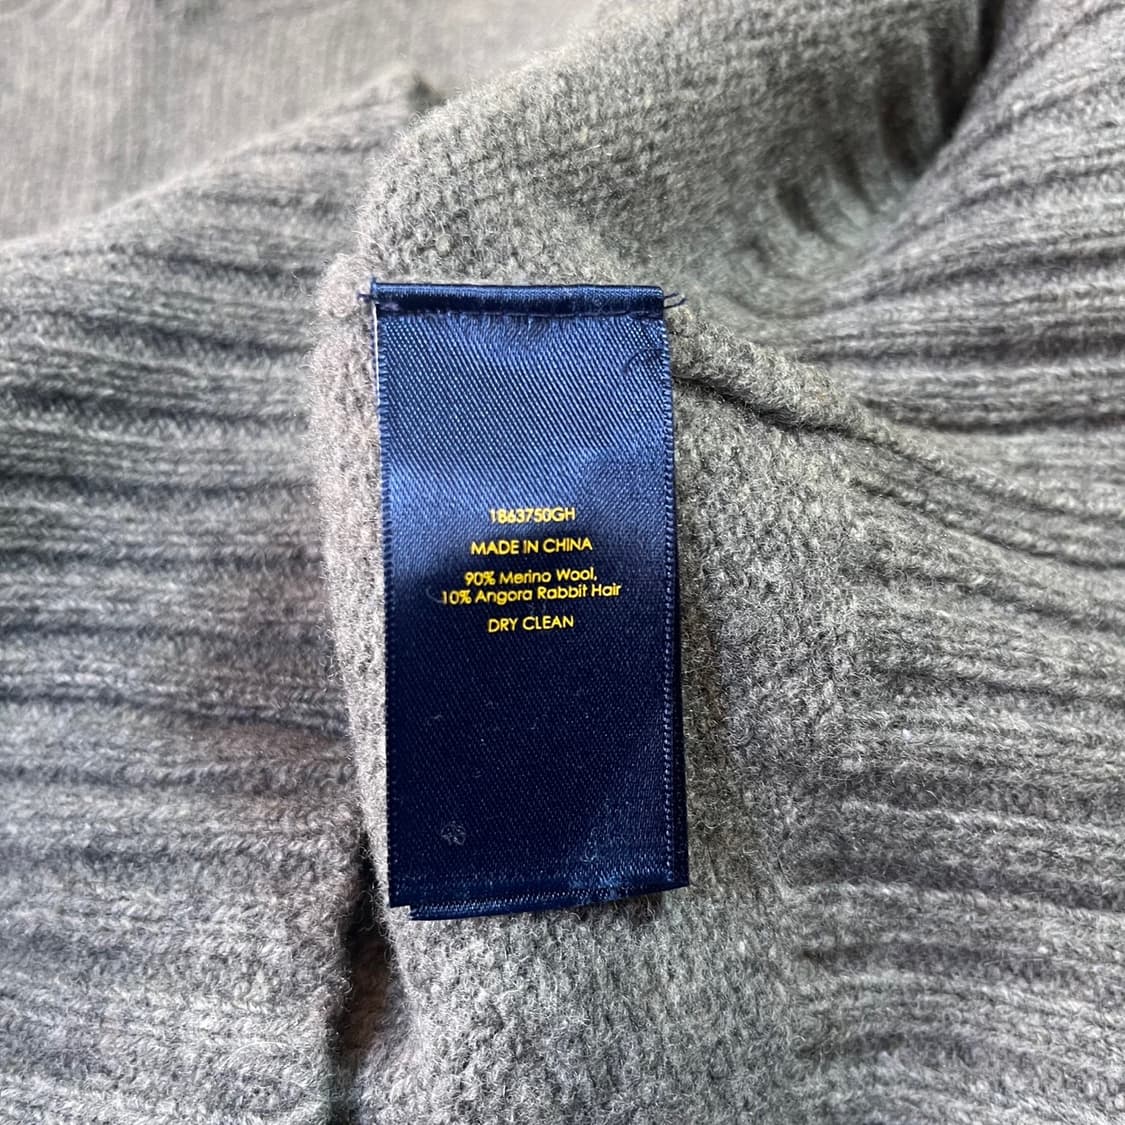 1863750GH
MADE IN CHINA
90% Merino Wool,
10% Angora Rabbit Hair
DRY CLEAN